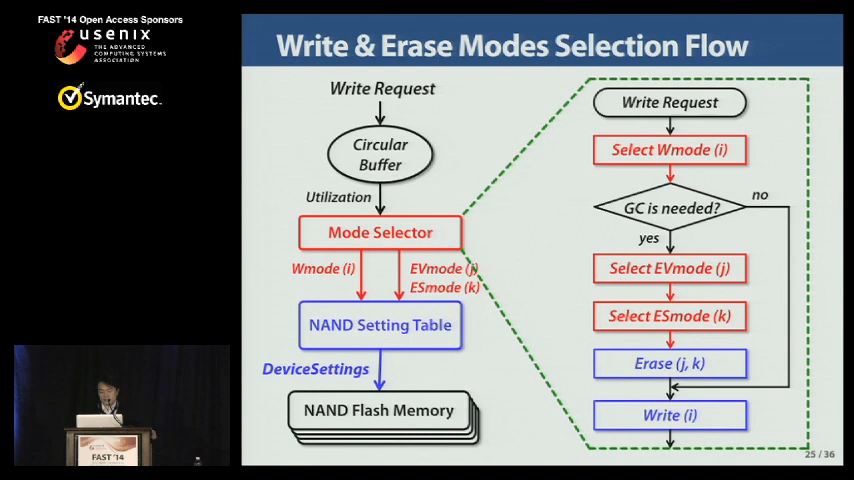 FAST '14 Open Access Sponsors
usenix
THE ADVANCED
COMPUTING SYSTEMS
ASSOCIATION
Symantec.
Write & Erase Modes Selection Flow
Write Request
Circular
Buffer
Utilization
Mode Selector
Wmode (i)
EVmode (j)
ESmode (k)
NAND Setting Table
DeviceSettings
NAND Flash Memory
Write Request
Select Wmode (i)
GC is needed?
no
yes
Select EVmode (j)
Select ESmode (k)
Erase (j, k)
Write (i)
25 / 36
FAST '14